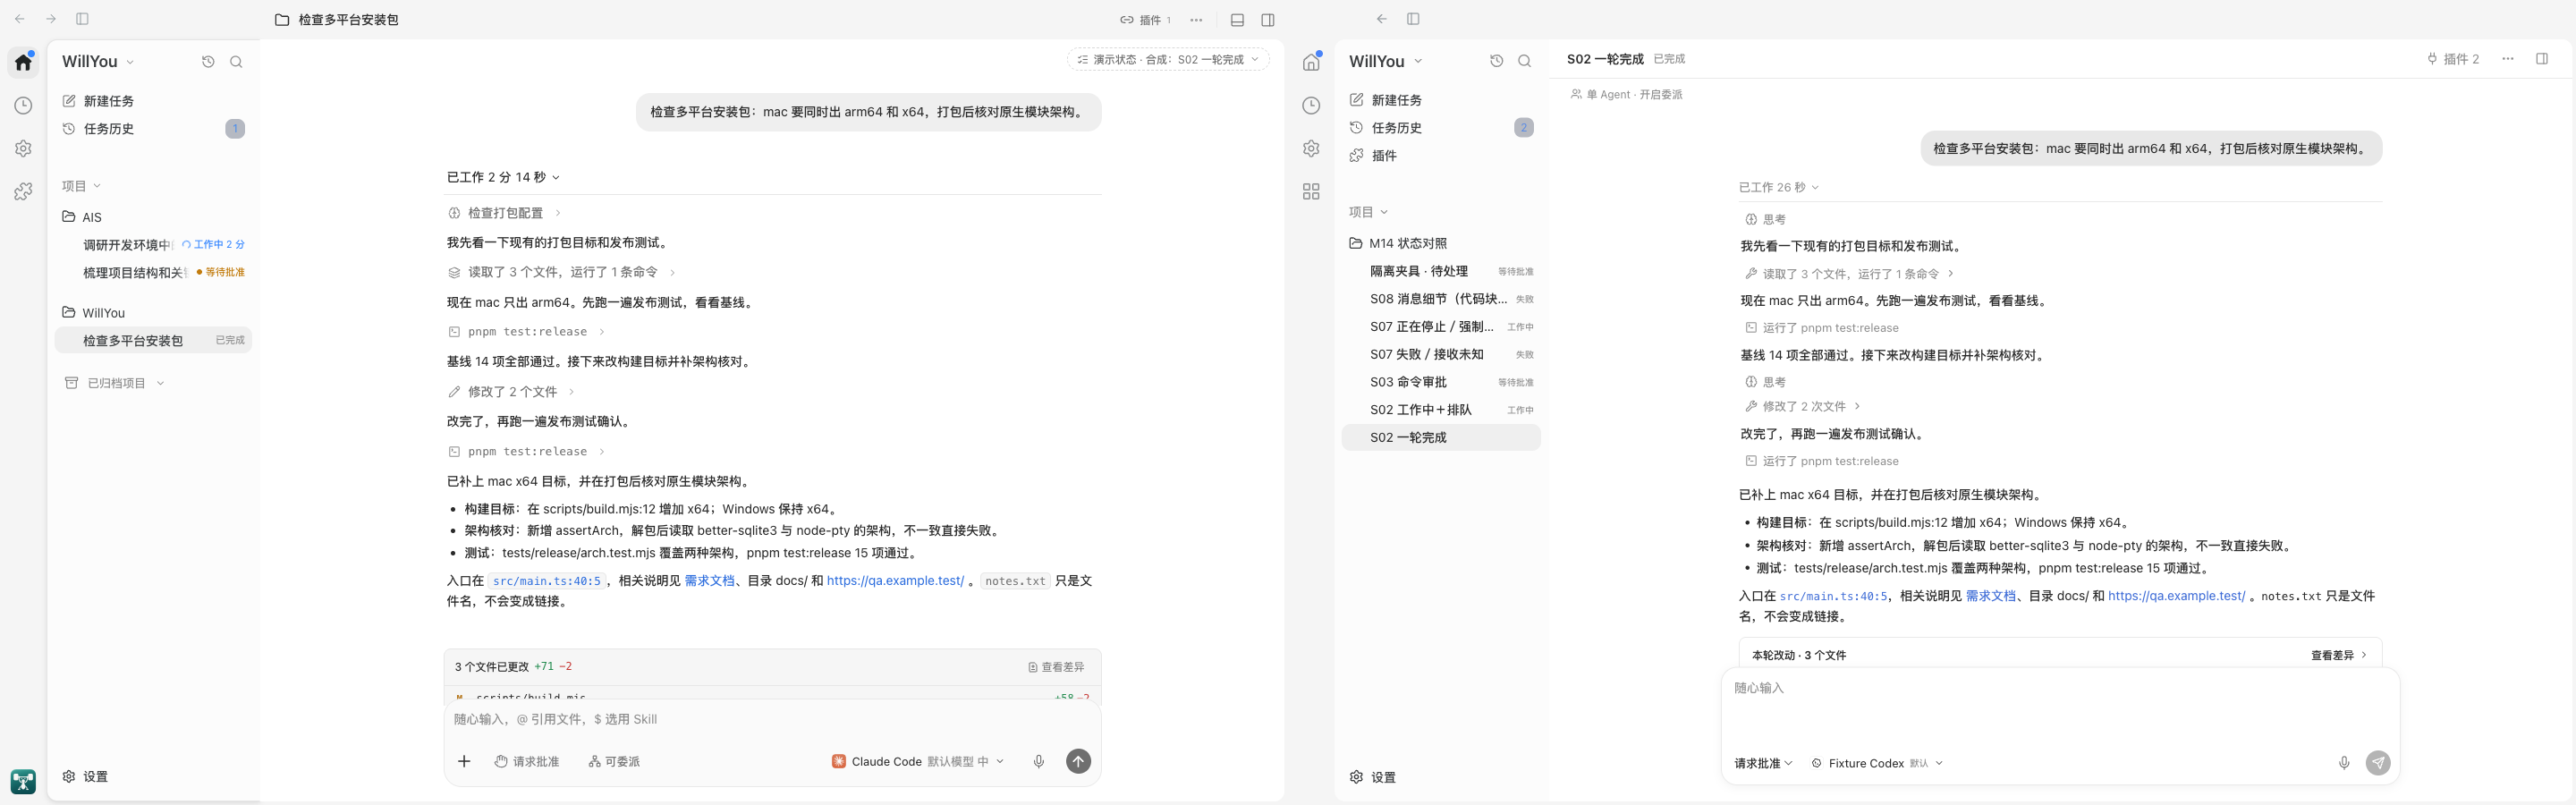 检查多平台安装包
插件 1
WillYou
新建任务
任务历史 1
项目
AIS
调研开发环境中 工作中 2 分
梳理项目结构和关 等待批准
WillYou
检查多平台安装包 已完成
已归档项目
设置
演示状态 · 合成：S02 一轮完成
检查多平台安装包：mac 要同时出 arm64 和 x64，打包后核对原生模块架构。
已工作 2 分 14 秒
检查打包配置
我先看一下现有的打包目标和发布测试。
读取了 3 个文件，运行了 1 条命令
现在 mac 只出 arm64。先跑一遍发布测试，看看基线。
pnpm test:release
基线 14 项全部通过。接下来改构建目标并补架构核对。
修改了 2 个文件
改完了，再跑一遍发布测试确认。
pnpm test:release
已补上 mac x64 目标，并在打包后核对原生模块架构。
• 构建目标：在 scripts/build.mjs:12 增加 x64；Windows 保持 x64。
• 架构核对：新增 assertArch，解包后读取 better-sqlite3 与 node-pty 的架构，不一致直接失败。
• 测试：tests/release/arch.test.mjs 覆盖两种架构，pnpm test:release 15 项通过。
入口在 src/main.ts:40:5，相关说明见 需求文档、目录 docs/ 和 https://qa.example.test/ 。notes.txt 只是文
件名，不会变成链接。
3 个文件已更改 +71 −2 查看差异
M scripts/build.mjs +58 −2
随心输入，@ 引用文件，$ 选用 Skill
请求批准 可委派 Claude Code 默认模型 中
WillYou
新建任务
任务历史 2
插件
项目
M14 状态对照
隔离夹具 · 待处理 等待批准
S08 消息细节（代码块... 失败
S07 正在停止 / 强制... 工作中
S07 失败 / 接收未知 失败
S03 命令审批 等待批准
S02 工作中＋排队 工作中
S02 一轮完成
设置
S02 一轮完成 已完成
插件 2
单 Agent · 开启委派
检查多平台安装包：mac 要同时出 arm64 和 x64，打包后核对原生模块架构。
已工作 26 秒
思考
我先看一下现有的打包目标和发布测试。
读取了 3 个文件，运行了 1 条命令
现在 mac 只出 arm64。先跑一遍发布测试，看看基线。
运行了 pnpm test:release
基线 14 项全部通过。接下来改构建目标并补架构核对。
思考
修改了 2 次文件
改完了，再跑一遍发布测试确认。
运行了 pnpm test:release
已补上 mac x64 目标，并在打包后核对原生模块架构。
• 构建目标：在 scripts/build.mjs:12 增加 x64；Windows 保持 x64。
• 架构核对：新增 assertArch，解包后读取 better-sqlite3 与 node-pty 的架构，不一致直接失败。
• 测试：tests/release/arch.test.mjs 覆盖两种架构，pnpm test:release 15 项通过。
入口在 src/main.ts:40:5，相关说明见 需求文档、目录 docs/ 和 https://qa.example.test/ 。notes.txt 只是文件
名，不会变成链接。
本轮改动 · 3 个文件 查看差异
随心输入
请求批准 Fixture Codex 默认